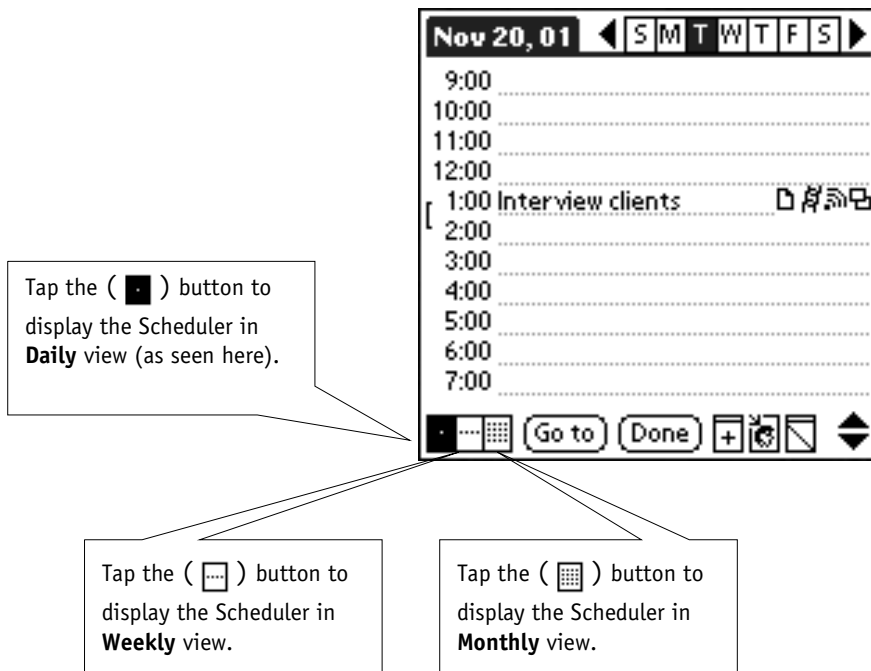 Nov 20, 01 S M T W T F S
9:00
10:00
11:00
12:00
1:00 Interview clients
2:00
3:00
4:00
5:00
6:00
7:00
Go to Done
Tap the ( ) button to
display the Scheduler in
Daily view (as seen here).
Tap the ( ) button to
display the Scheduler in
Weekly view.
Tap the ( ) button to
display the Scheduler in
Monthly view.